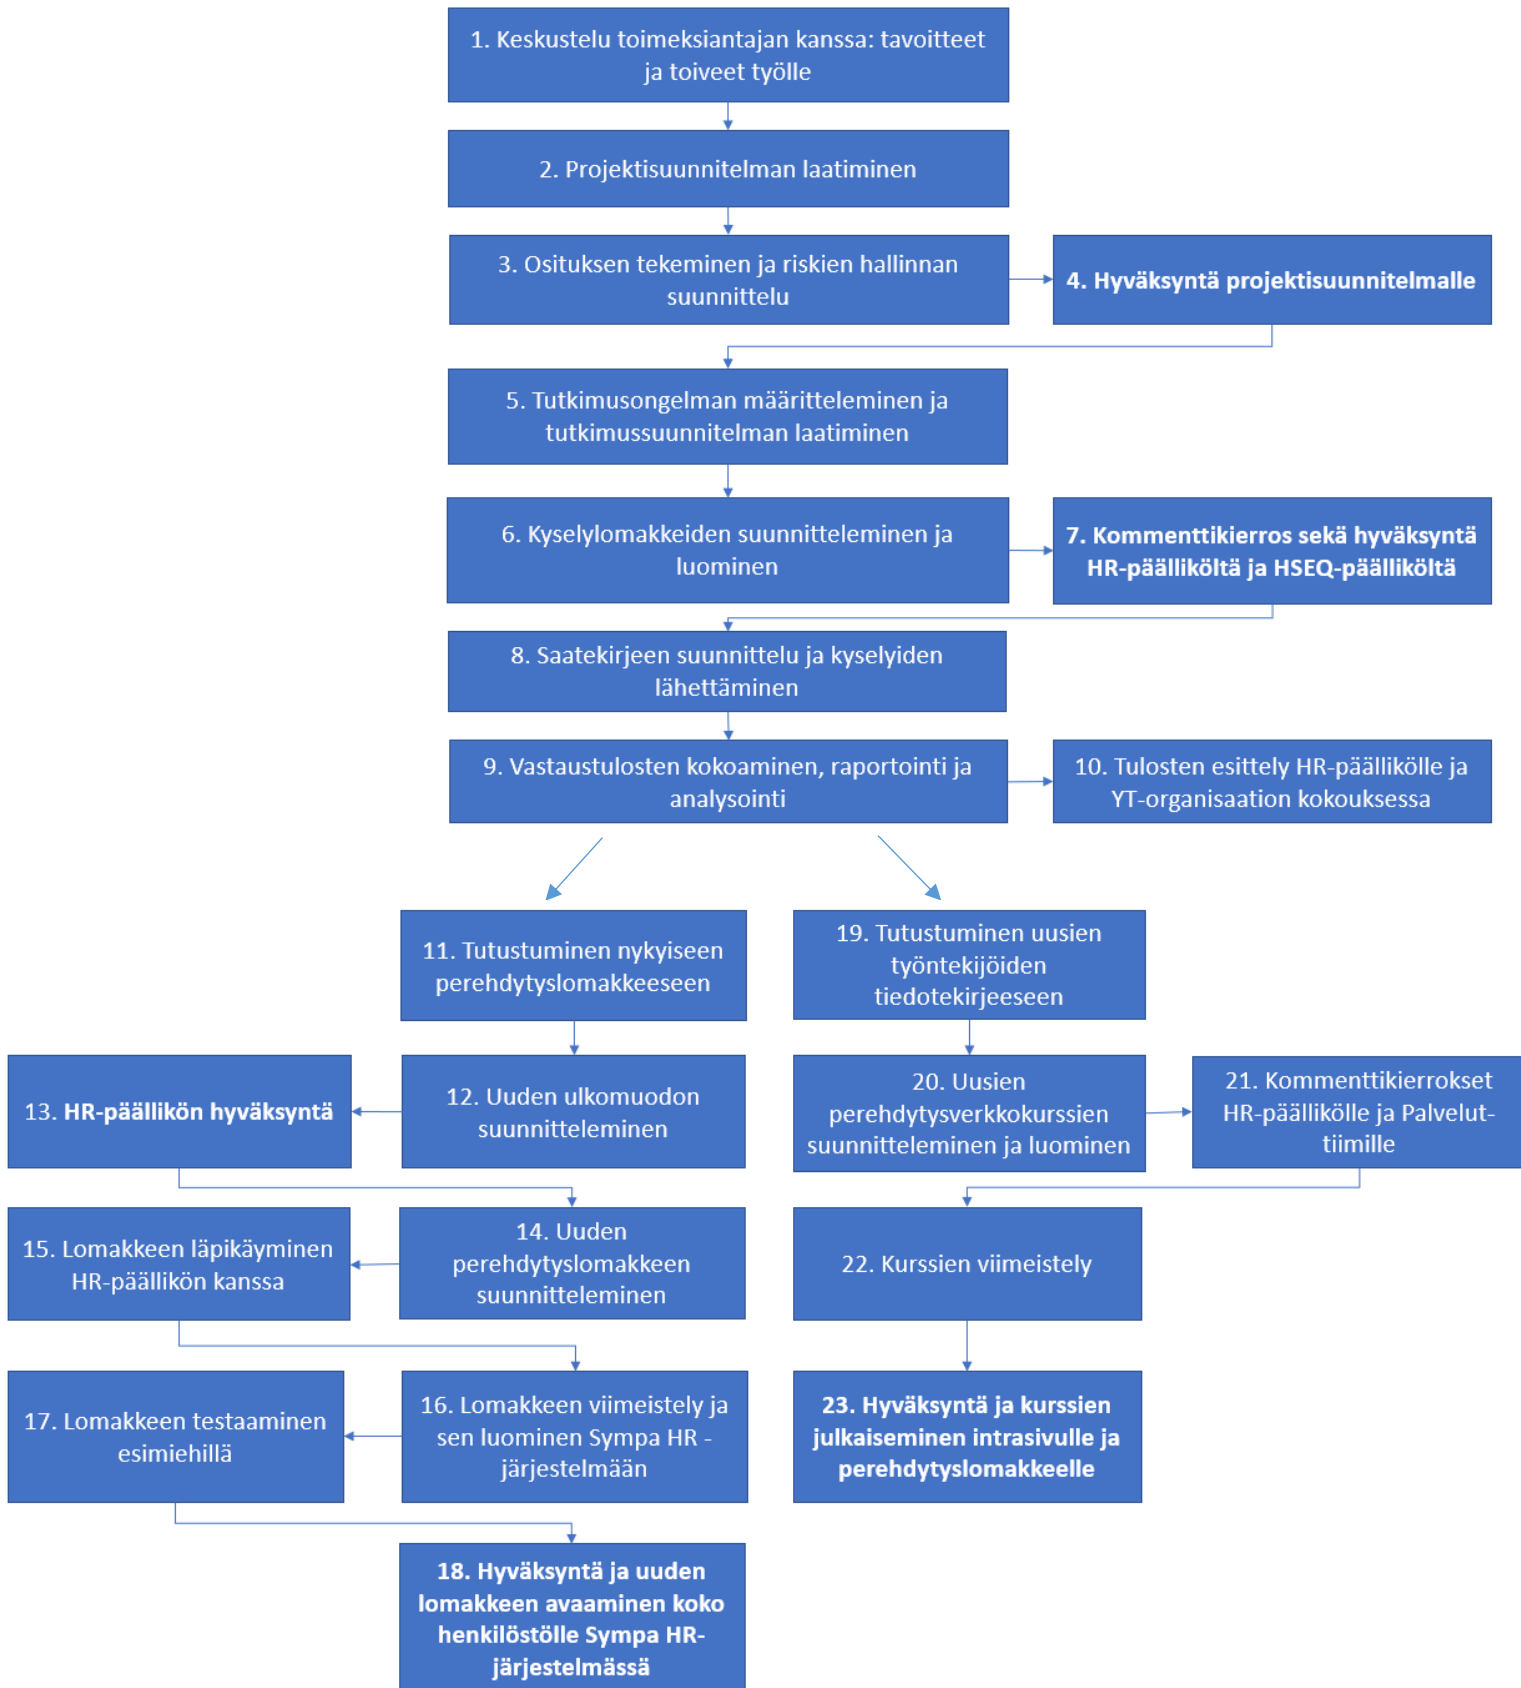 1. Keskustelu toimeksiantajan kanssa: tavoitteet
ja toiveet työlle
2. Projektisuunnitelman laatiminen
3. Osituksen tekeminen ja riskien hallinnan
suunnittelu
4. Hyväksyntä projektisuunnitelmalle
5. Tutkimusongelman määritteleminen ja
tutkimussuunnitelman laatiminen
6. Kyselylomakkeiden suunnitteleminen ja
luominen
7. Kommenttikierros sekä hyväksyntä
HR-päälliköltä ja HSEQ-päälliköltä
8. Saatekirjeen suunnittelu ja kyselyiden
lähettäminen
9. Vastaustulosten kokoaminen, raportointi ja
analysointi
10. Tulosten esittely HR-päällikölle ja
YT-organisaation kokouksessa
11. Tutustuminen nykyiseen
perehdytyslomakkeeseen
12. Uuden ulkomuodon
suunnitteleminen
13. HR-päällikön hyväksyntä
14. Uuden
perehdytyslomakkeen
suunnitteleminen
15. Lomakkeen läpikäyminen
HR-päällikön kanssa
16. Lomakkeen viimeistely ja
sen luominen Sympa HR -
järjestelmään
17. Lomakkeen testaaminen
esimiehillä
18. Hyväksyntä ja uuden
lomakkeen avaaminen koko
henkilöstölle Sympa HR-
järjestelmässä
19. Tutustuminen uusien
työntekijöiden
tiedotekirjeeseen
20. Uusien
perehdytysverkkokurssien
suunnitteleminen ja luominen
21. Kommenttikierrokset
HR-päällikölle ja Palvelut-
tiimille
22. Kurssien viimeistely
23. Hyväksyntä ja kurssien
julkaiseminen intrasivulle ja
perehdytyslomakkeelle